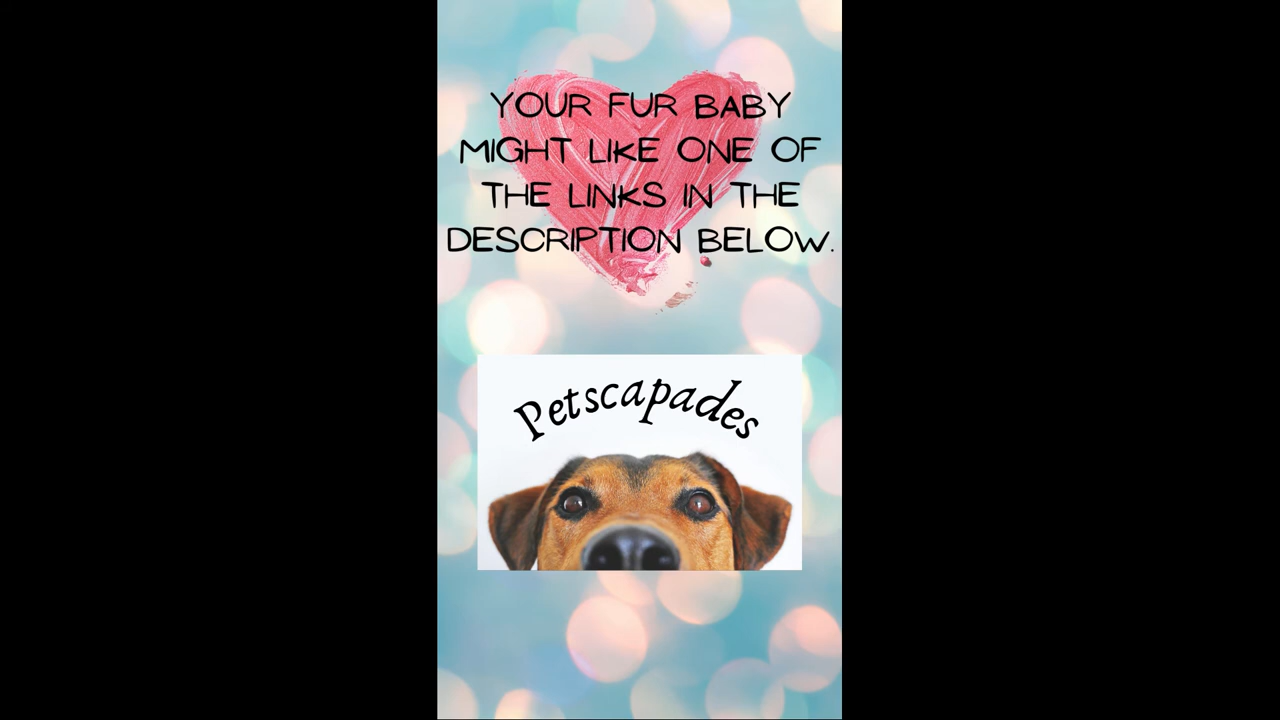 YOUR FUR BABY
MIGHT LIKE ONE OF
THE LINKS IN THE
DESCRIPTION BELOW.
Petscapades